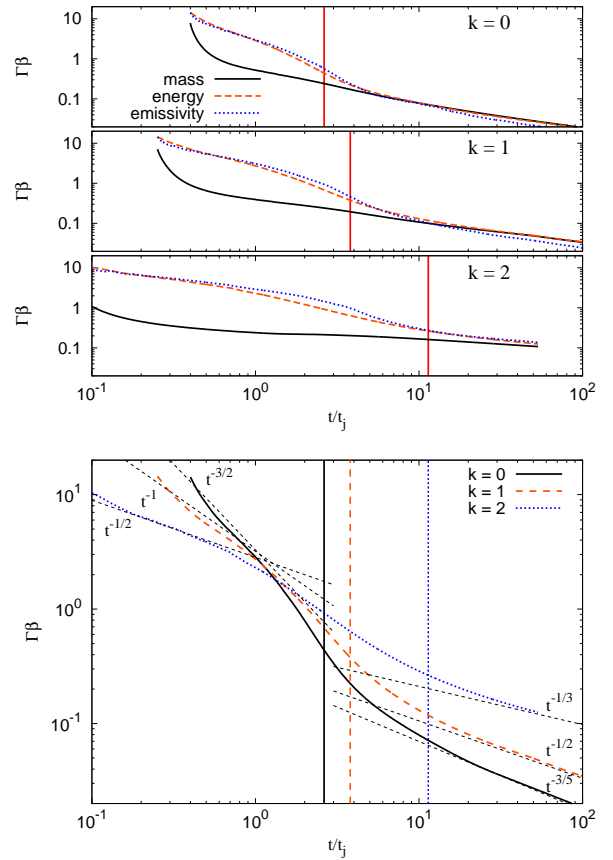 10
1
0.1
Γβ
k = 0
mass
energy
emissivity
10
1
0.1
Γβ
k = 1
10
1
0.1
Γβ
k = 2
10^-1 10^0 10^1 10^2
t/t_j
10^1
10^0
10^-1
Γβ
t^-3/2
t^-1
t^-1/2
k = 0
k = 1
k = 2
t^-1/3
t^-1/2
t^-3/5
10^-1 10^0 10^1 10^2
t/t_j